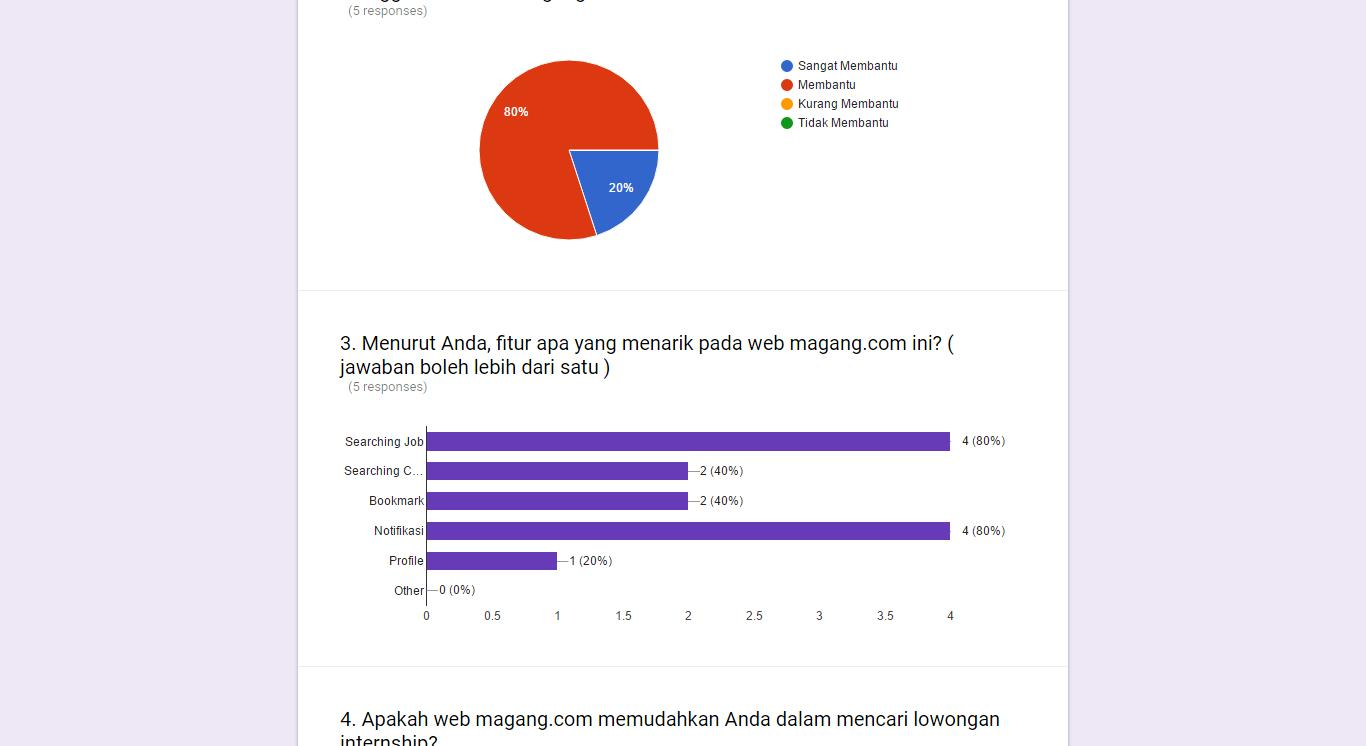 (5 responses)
80%
20%
Sangat Membantu
Membantu
Kurang Membantu
Tidak Membantu
3. Menurut Anda, fitur apa yang menarik pada web magang.com ini? (
jawaban boleh lebih dari satu )
(5 responses)
Searching Job 4 (80%)
Searching C... 2 (40%)
Bookmark 2 (40%)
Notifikasi 4 (80%)
Profile 1 (20%)
Other 0 (0%)
0 0.5 1 1.5 2 2.5 3 3.5 4
4. Apakah web magang.com memudahkan Anda dalam mencari lowongan
internship?